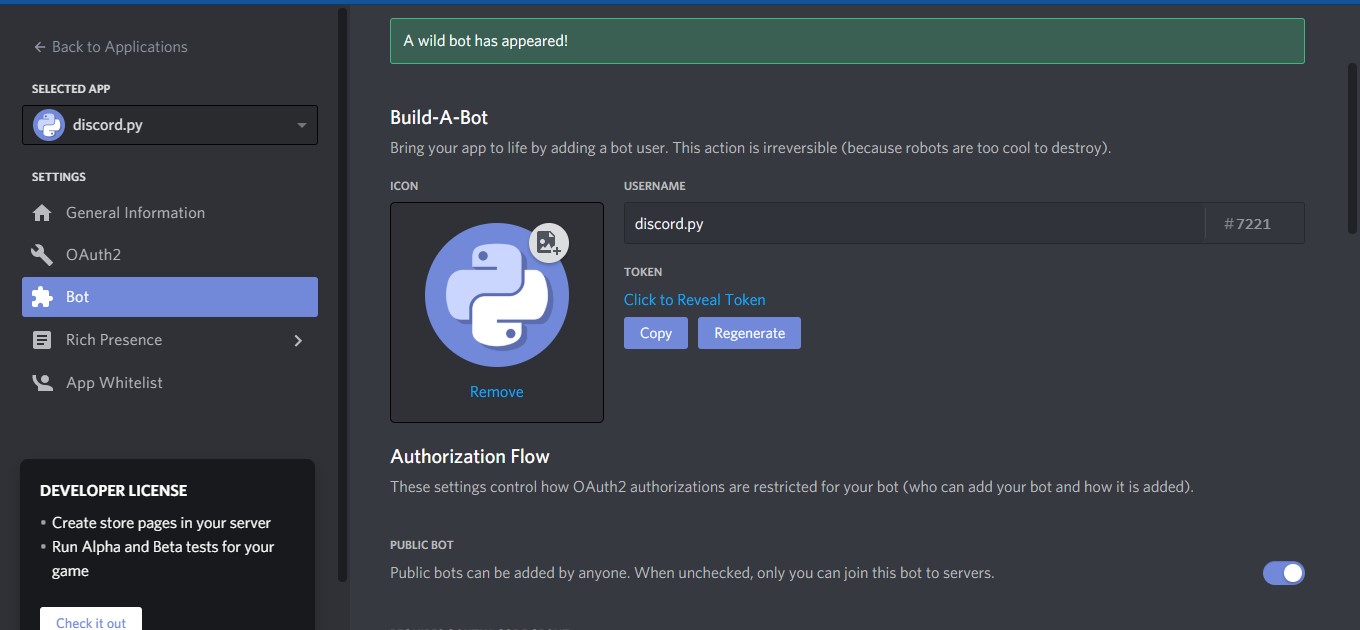 Back to Applications
SELECTED APP
discord.py
SETTINGS
General Information
OAuth2
Bot
Rich Presence
App Whitelist
DEVELOPER LICENSE
• Create store pages in your server
• Run Alpha and Beta tests for your
game
Check it out
A wild bot has appeared!
Build-A-Bot
Bring your app to life by adding a bot user. This action is irreversible (because robots are too cool to destroy).
ICON
Remove
USERNAME
discord.py #7221
TOKEN
Click to Reveal Token
Copy Regenerate
Authorization Flow
These settings control how OAuth2 authorizations are restricted for your bot (who can add your bot and how it is added).
PUBLIC BOT
Public bots can be added by anyone. When unchecked, only you can join this bot to servers.